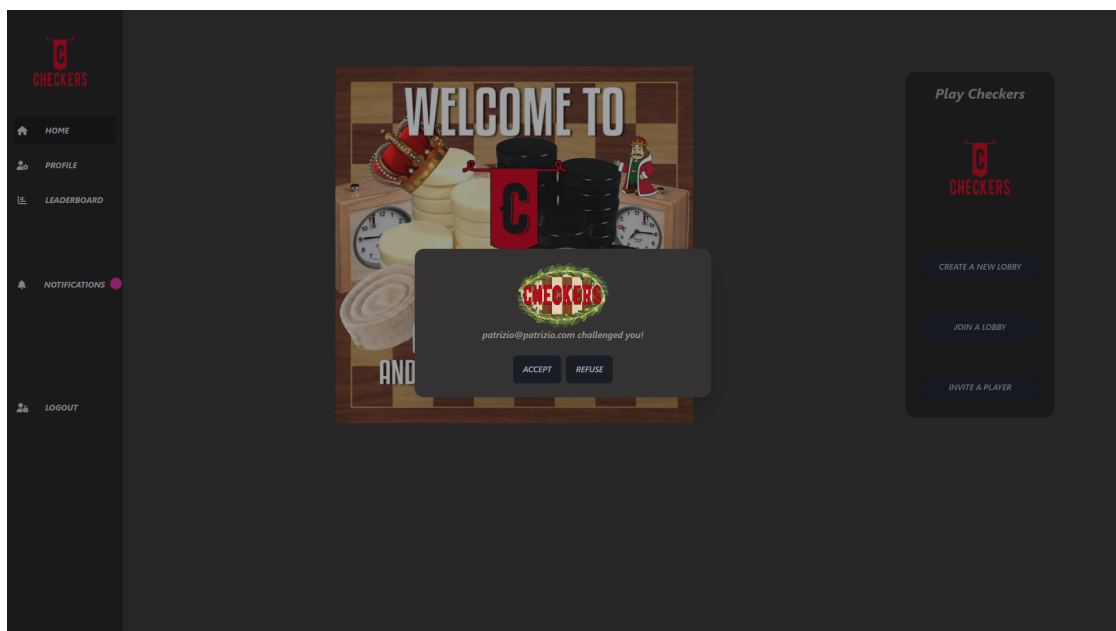 C
CHECKERS
HOME
PROFILE
LEADERBOARD
NOTIFICATIONS
LOGOUT
WELCOME TO
C
AND
CHECKERS
patrizio@patrizio.com challenged you!
ACCEPT REFUSE
Play Checkers
C
CHECKERS
CREATE A NEW LOBBY
JOIN A LOBBY
INVITE A PLAYER